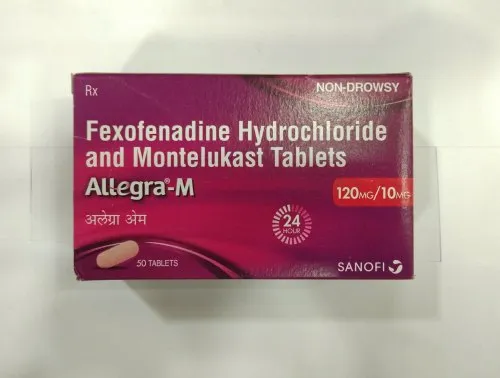 Rx
NON-DROWSY
Fexofenadine Hydrochloride
and Montelukast Tablets
Allegra®-M
120MG/10MG
अलेग्रा एम
24
HOUR
50 TABLETS
SANOFI